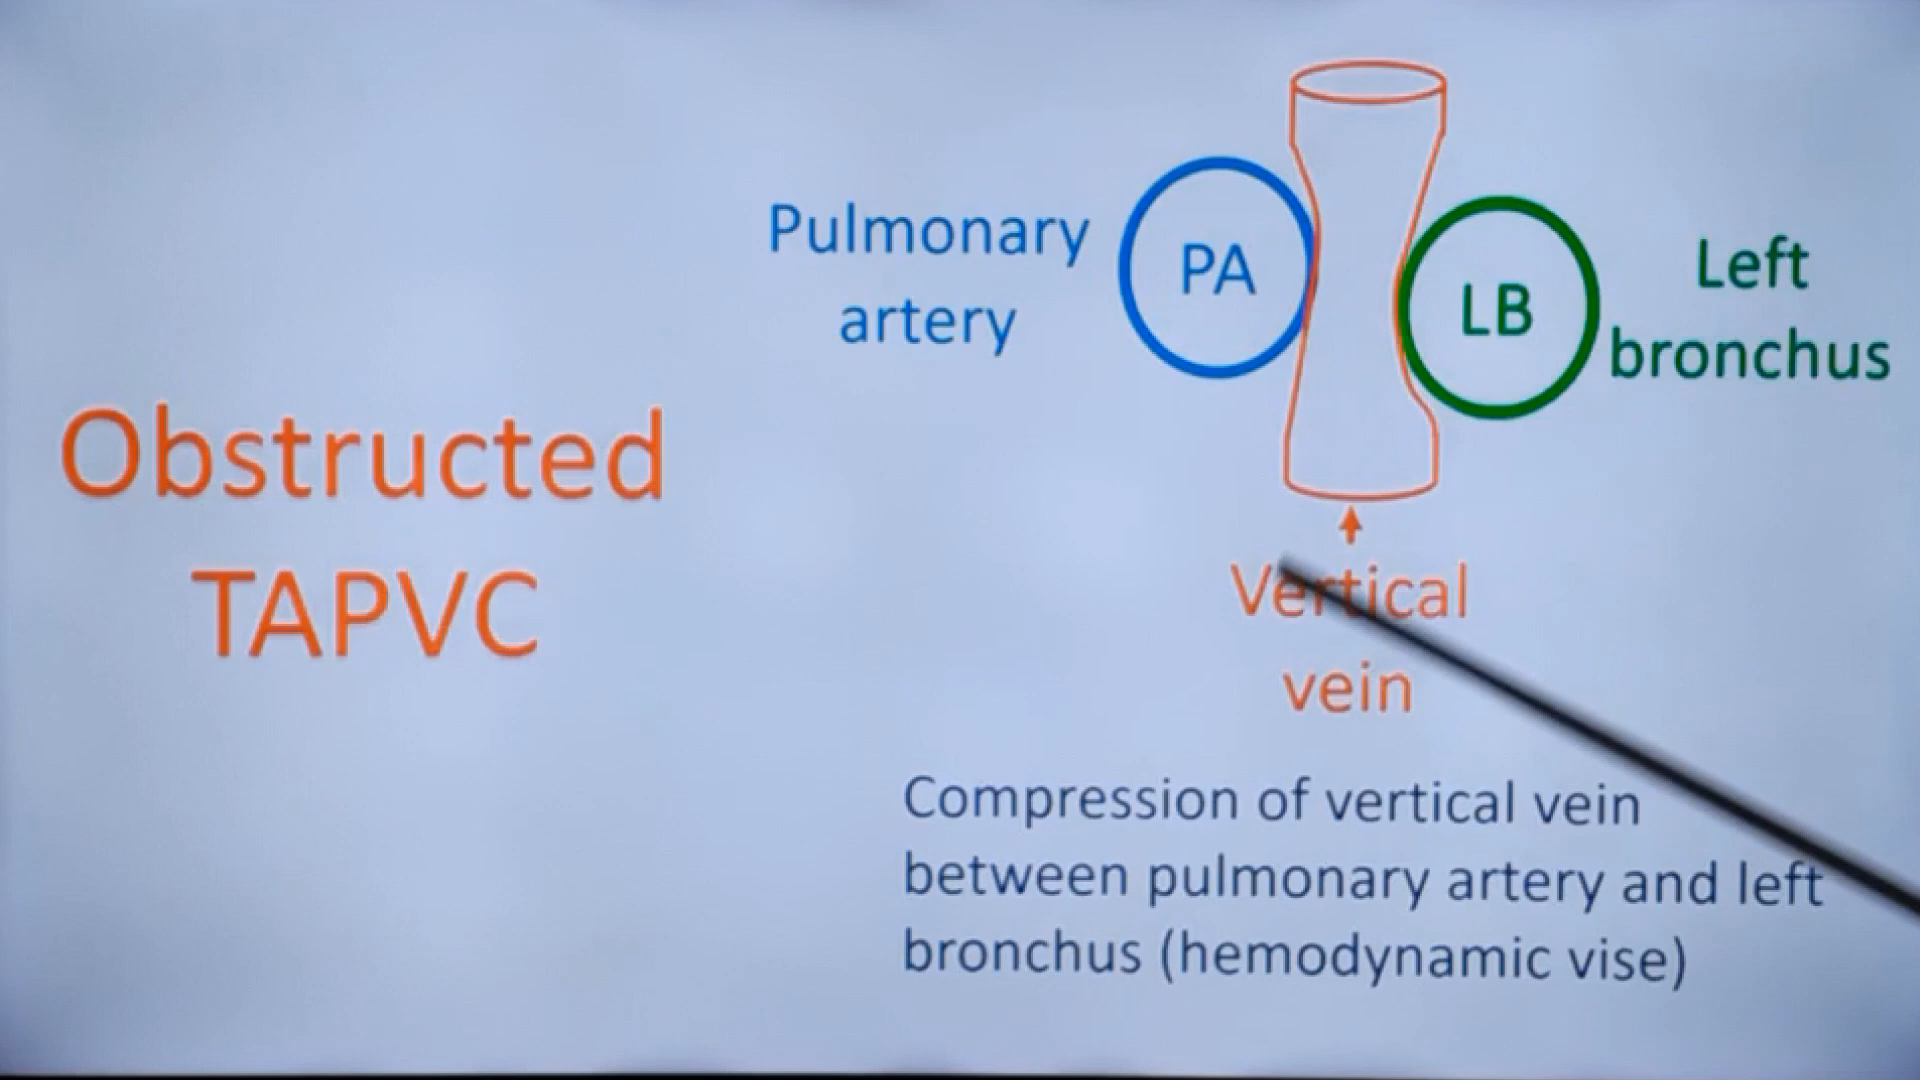 Obstructed
TAPVC
Pulmonary
artery
PA
LB
Left
bronchus
Vertical
vein
Compression of vertical vein
between pulmonary artery and left
bronchus (hemodynamic vise)